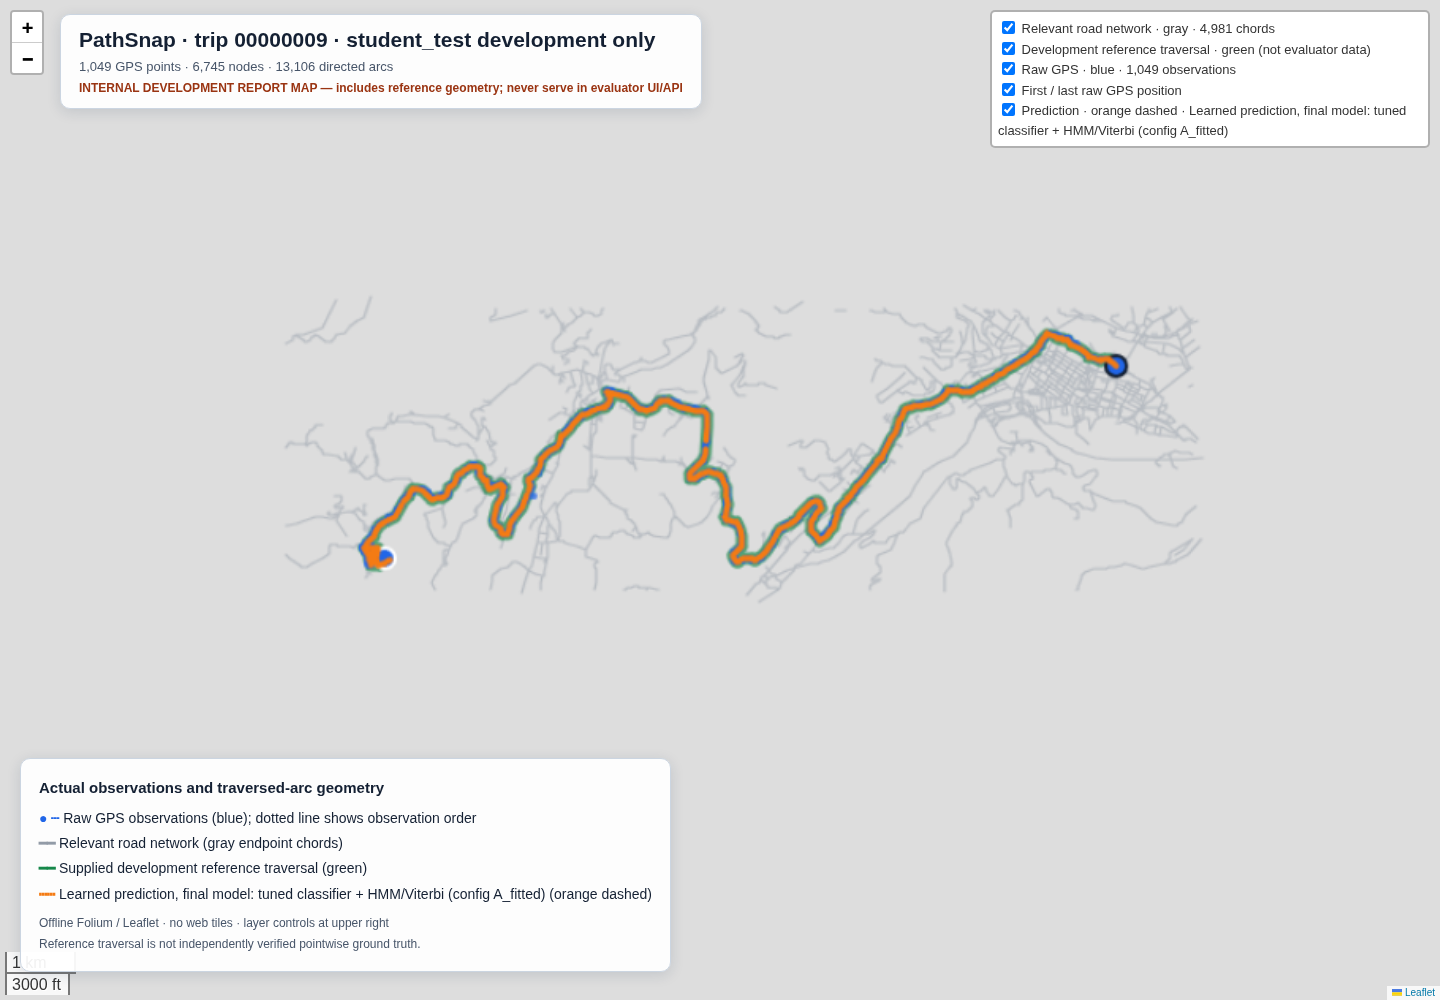 +
−
PathSnap · trip 00000009 · student_test development only
1,049 GPS points · 6,745 nodes · 13,106 directed arcs
INTERNAL DEVELOPMENT REPORT MAP — includes reference geometry; never serve in evaluator UI/API
Relevant road network · gray · 4,981 chords
Development reference traversal · green (not evaluator data)
Raw GPS · blue · 1,049 observations
First / last raw GPS position
Prediction · orange dashed · Learned prediction, final model: tuned
classifier + HMM/Viterbi (config A_fitted)
Actual observations and traversed-arc geometry
Raw GPS observations (blue); dotted line shows observation order
Relevant road network (gray endpoint chords)
Supplied development reference traversal (green)
Learned prediction, final model: tuned classifier + HMM/Viterbi (config A_fitted) (orange dashed)
Offline Folium / Leaflet · no web tiles · layer controls at upper right
Reference traversal is not independently verified pointwise ground truth.
1 km
3000 ft
Leaflet